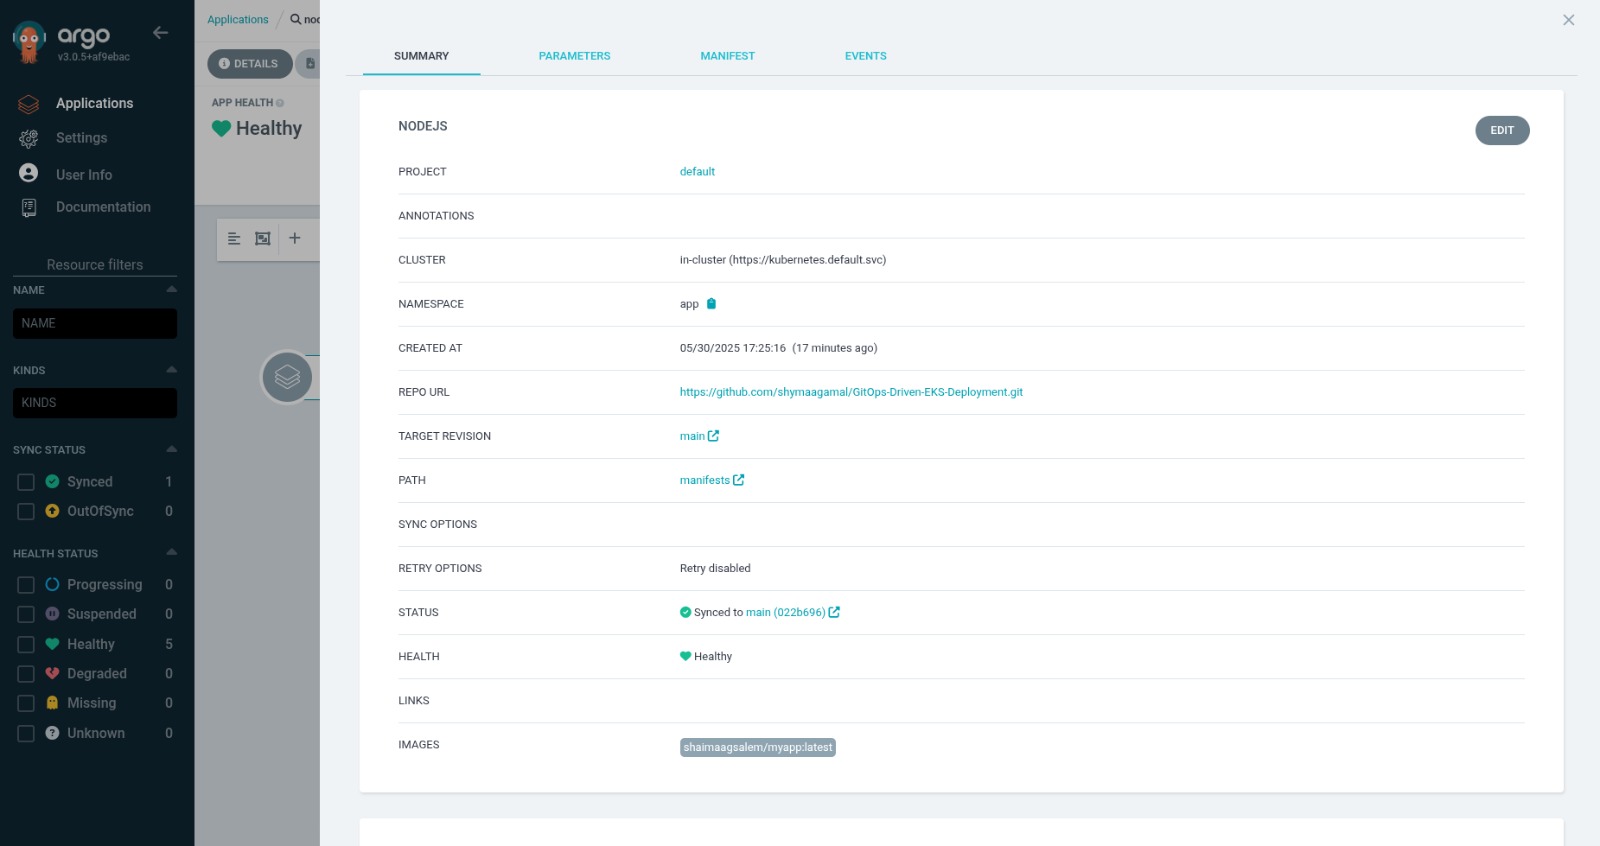 argo
v3.0.5+af9ebac
Applications
Settings
User Info
Documentation
Resource filters
NAME
NAME
KINDS
KINDS
SYNC STATUS
Synced 1
OutOfSync 0
HEALTH STATUS
Progressing 0
Suspended 0
Healthy 5
Degraded 0
Missing 0
Unknown 0
Applications / noc
DETAILS
APP HEALTH
Healthy
SUMMARY PARAMETERS MANIFEST EVENTS
NODEJS
EDIT
PROJECT default
ANNOTATIONS
CLUSTER in-cluster (https://kubernetes.default.svc)
NAMESPACE app
CREATED AT 05/30/2025 17:25:16 (17 minutes ago)
REPO URL https://github.com/shymaagamal/GitOps-Driven-EKS-Deployment.git
TARGET REVISION main
PATH manifests
SYNC OPTIONS
RETRY OPTIONS Retry disabled
STATUS Synced to main (022b696)
HEALTH Healthy
LINKS
IMAGES shaimaagsalem/myapp:latest